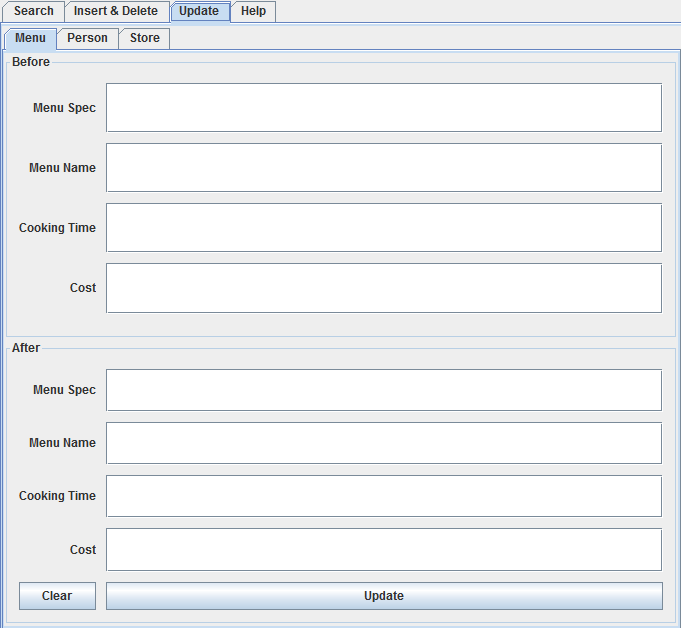 Search Insert & Delete Update Help
Menu Person Store
Before
Menu Spec
Menu Name
Cooking Time
Cost
After
Menu Spec
Menu Name
Cooking Time
Cost
Clear Update